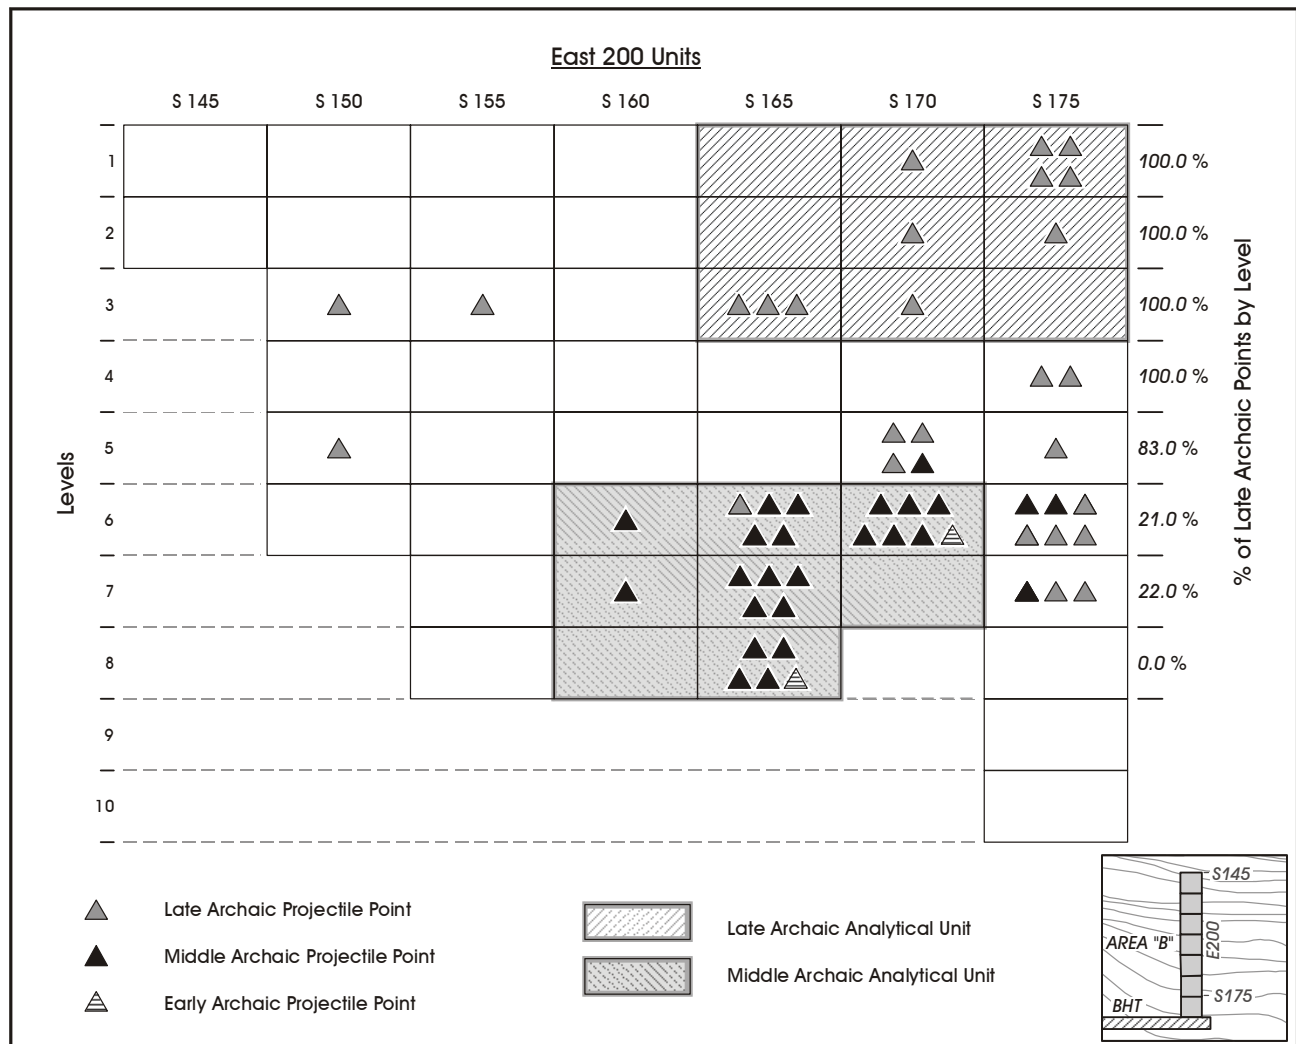 East 200 Units
S 145 S 150 S 155 S 160 S 165 S 170 S 175
1 100.0 %
2 100.0 %
3 100.0 %
4 100.0 %
5 83.0 %
6 21.0 %
7 22.0 %
8 0.0 %
9
10
Levels
% of Late Archaic Points by Level
Late Archaic Projectile Point
Middle Archaic Projectile Point
Early Archaic Projectile Point
Late Archaic Analytical Unit
Middle Archaic Analytical Unit
S145
AREA "B"
E200
S175
BHT